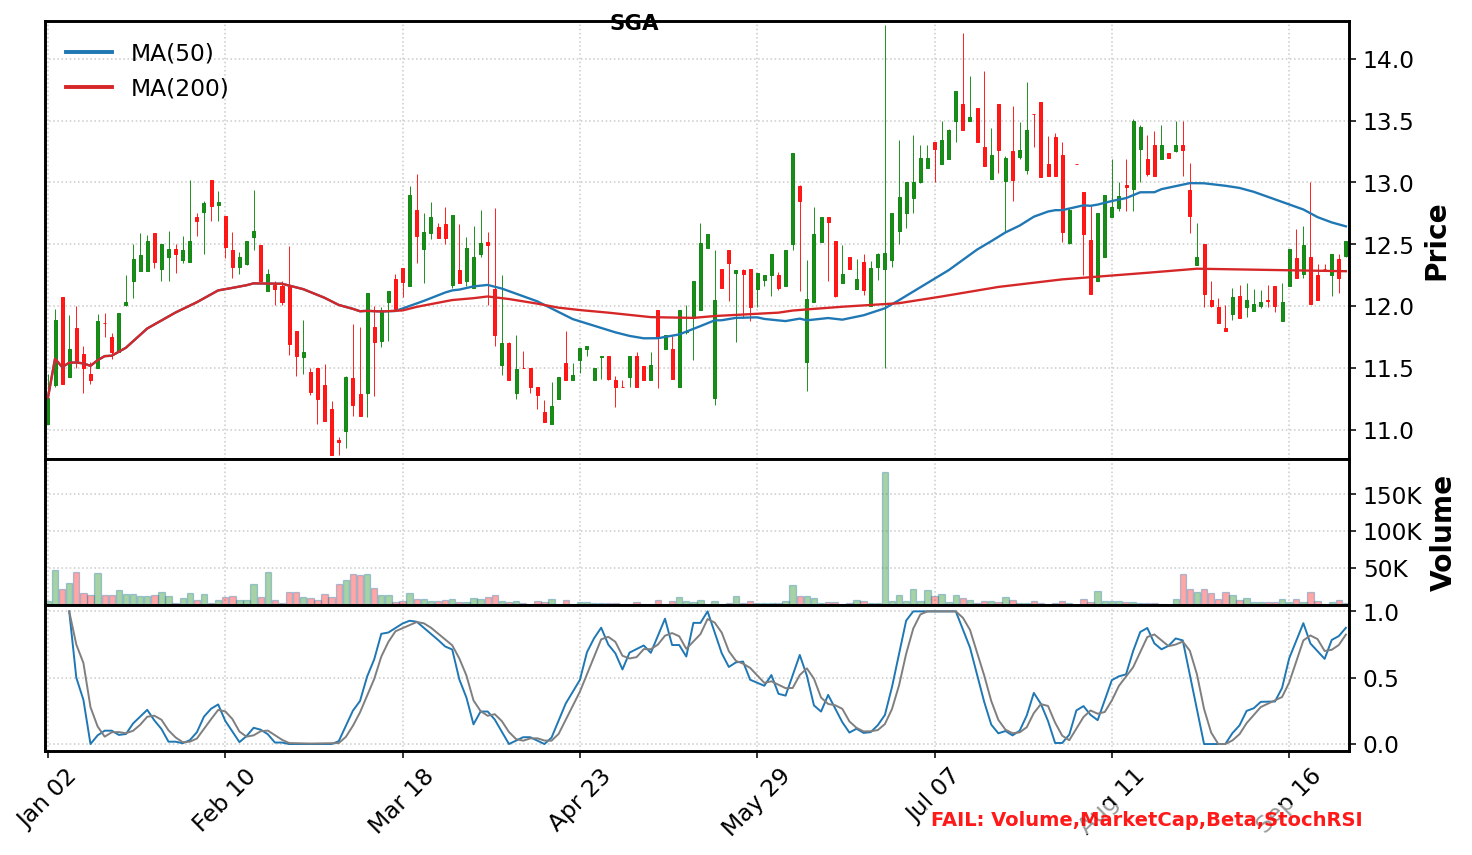 SGA
MA(50)
MA(200)
14.0
13.5
13.0
12.5
12.0
11.5
11.0
Price
150K
100K
50K
Volume
1.0
0.5
0.0
Jan 02
Feb 10
Mar 18
Apr 23
May 29
Jul 07
Aug 11
Sep 16
FAIL: Volume,MarketCap,Beta,StochRSI